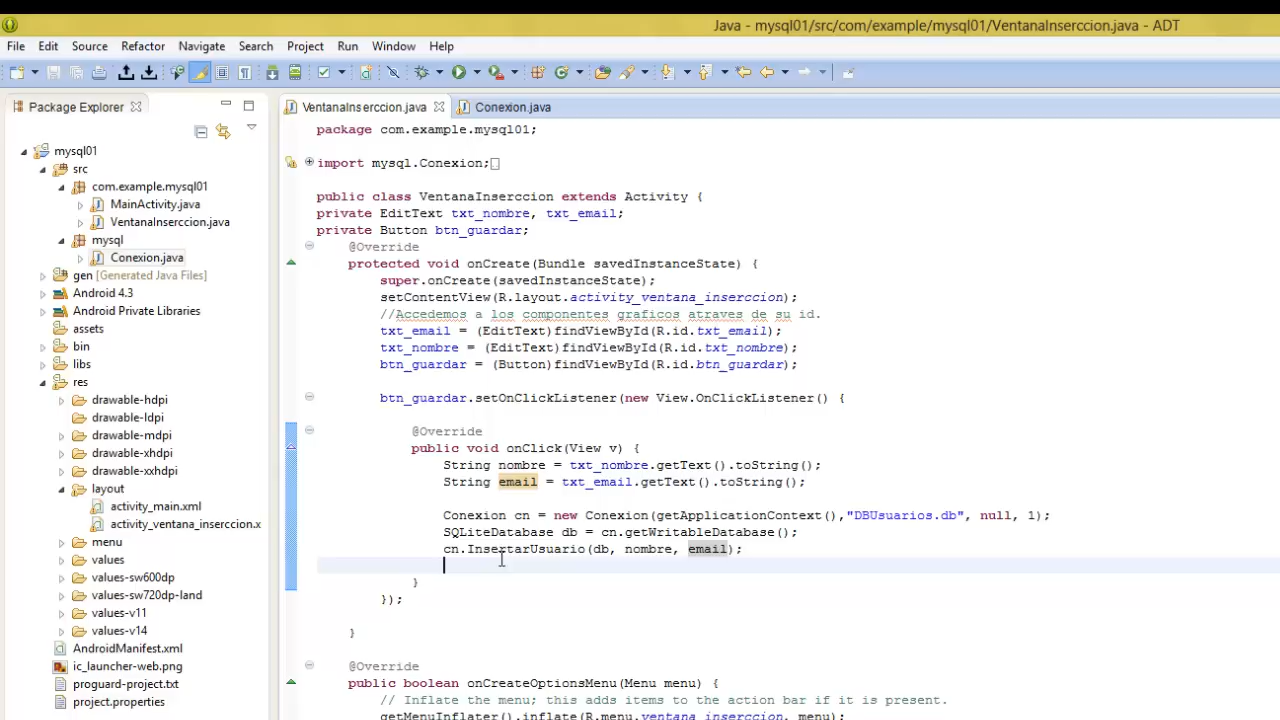 Java - mysql01/src/com/example/mysql01/VentanaInserccion.java - ADT
File Edit Source Refactor Navigate Search Project Run Window Help
Package Explorer
VentanaInserccion.java
Conexion.java
mysql01
src
com.example.mysql01
MainActivity.java
VentanaInserccion.java
mysql
Conexion.java
gen [Generated Java Files]
Android 4.3
Android Private Libraries
assets
bin
libs
res
drawable-hdpi
drawable-ldpi
drawable-mdpi
drawable-xhdpi
drawable-xxhdpi
layout
activity_main.xml
activity_ventana_inserccion.x
menu
values
values-sw600dp
values-sw720dp-land
values-v11
values-v14
AndroidManifest.xml
ic_launcher-web.png
proguard-project.txt
project.properties
package com.example.mysql01;
import mysql.Conexion;
public class VentanaInserccion extends Activity {
private EditText txt_nombre, txt_email;
private Button btn_guardar;
@Override
protected void onCreate(Bundle savedInstanceState) {
super.onCreate(savedInstanceState);
setContentView(R.layout.activity_ventana_inserccion);
//Accedemos a los componentes graficos atraves de su id.
txt_email = (EditText)findViewById(R.id.txt_email);
txt_nombre = (EditText)findViewById(R.id.txt_nombre);
btn_guardar = (Button)findViewById(R.id.btn_guardar);
btn_guardar.setOnClickListener(new View.OnClickListener() {
@Override
public void onClick(View v) {
String nombre = txt_nombre.getText().toString();
String email = txt_email.getText().toString();
Conexion cn = new Conexion(getApplicationContext(),"DBUsuarios.db", null, 1);
SQLiteDatabase db = cn.getWritableDatabase();
cn.InsertarUsuario(db, nombre, email);
}
});
}
@Override
public boolean onCreateOptionsMenu(Menu menu) {
// Inflate the menu; this adds items to the action bar if it is present.
getMenuInflater().inflate(R.menu.ventana_inserccion, menu);